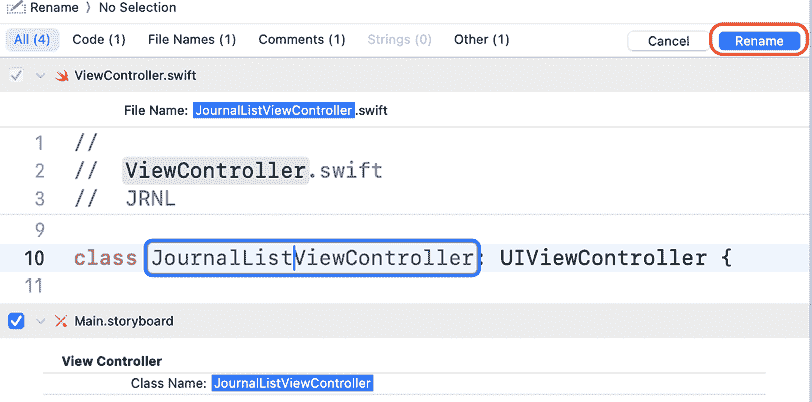 Rename 〉 No Selection
All (4) Code (1) File Names (1) Comments (1) Strings (0) Other (1) Cancel Rename
ViewController.swift
File Name: JournalListViewController.swift
1 //
2 // ViewController.swift
3 // JRNL
9
10 class JournalListViewController: UIViewController {
11
Main.storyboard
View Controller
Class Name: JournalListViewController